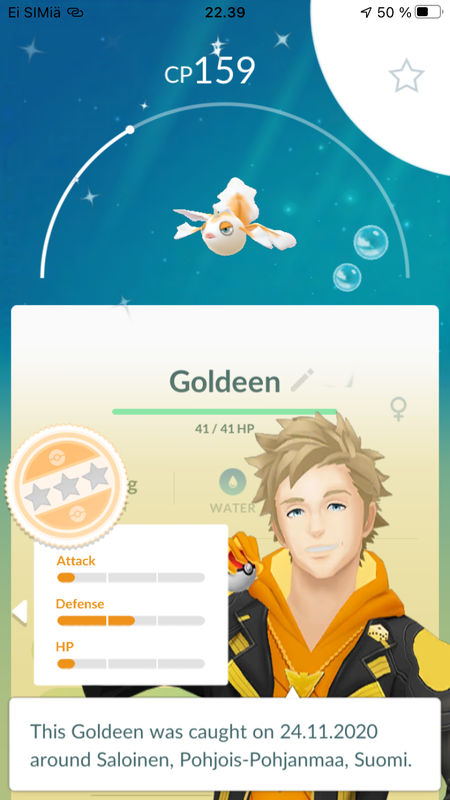 Ei SIMiä
22.39
50 %
CP159
Goldeen
41 / 41 HP
g
WATER
Attack
Defense
HP
This Goldeen was caught on 24.11.2020
around Saloinen, Pohjois-Pohjanmaa, Suomi.